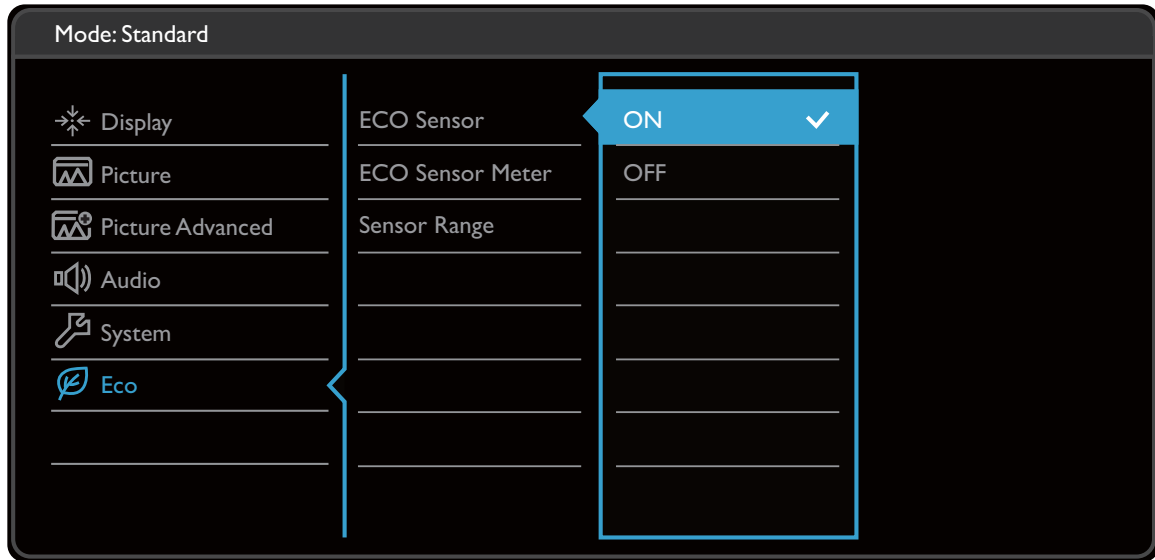 Mode: Standard
Display
Picture
Picture Advanced
Audio
System
Eco
ECO Sensor
ECO Sensor Meter
Sensor Range
ON
OFF